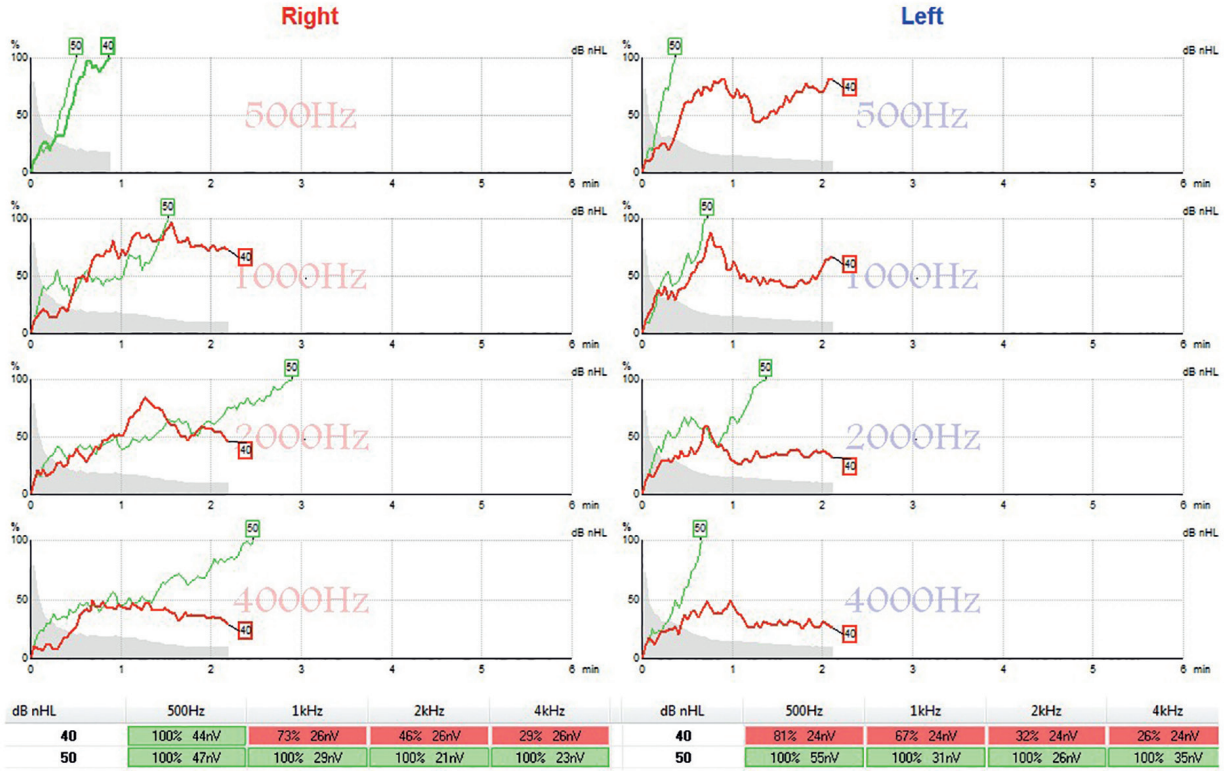 Right Left
% 50 40 dB nHL % 50 dB nHL
100 100
500Hz 40 500Hz
50 50
0 0
0 1 2 3 4 5 6 min 0 1 2 3 4 5 6 min
% 50 dB nHL % 50 dB nHL
100 100
40 1000Hz 40 1000Hz
50 50
0 0
0 1 2 3 4 5 6 min 0 1 2 3 4 5 6 min
% 50 dB nHL % 50 dB nHL
100 100
50 2000Hz 50 2000Hz
40 40
0 0
0 1 2 3 4 5 6 min 0 1 2 3 4 5 6 min
% 50 dB nHL % 50 dB nHL
100 100
50 4000Hz 50 4000Hz
40 40
0 0
0 1 2 3 4 5 6 min 0 1 2 3 4 5 6 min
dB nHL 500Hz 1kHz 2kHz 4kHz dB nHL 500Hz 1kHz 2kHz 4kHz
40 100% 44nV 73% 26nV 46% 26nV 29% 26nV 40 81% 24nV 67% 24nV 32% 24nV 26% 24nV
50 100% 47nV 100% 29nV 100% 21nV 100% 23nV 50 100% 55nV 100% 31nV 100% 26nV 100% 35nV